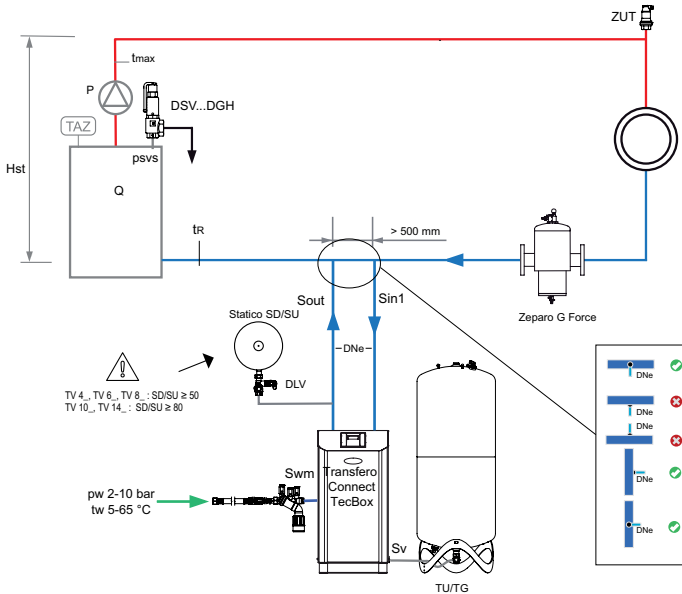 ZUT
tmax
P
DSV...DGH
TAZ
psvs
Hst
Q
> 500 mm
tR
Sout
Sin1
Zeparo G Force
Statico SD/SU
DNe
DLV
TV 4_, TV 6_, TV 8_ : SD/SU ≥ 50
TV 10_, TV 14_ : SD/SU ≥ 80
DNe
DNe
DNe
DNe
Swm
Transfero
Connect
TecBox
pw 2-10 bar
tw 5-65 °C
Sv
TU/TG